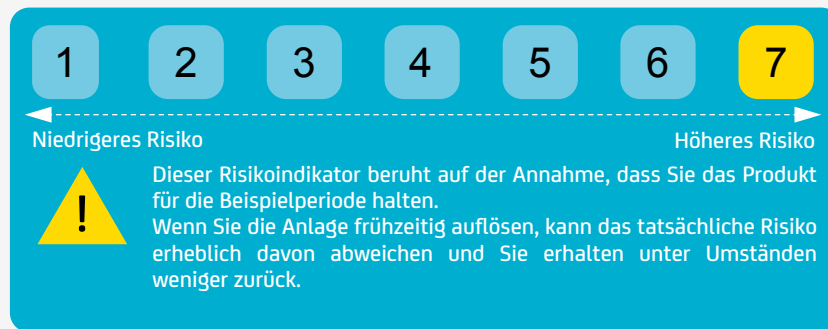 1 2 3 4 5 6 7
Niedrigeres Risiko Höheres Risiko
!
Dieser Risikoindikator beruht auf der Annahme, dass Sie das Produkt
für die Beispielperiode halten.
Wenn Sie die Anlage frühzeitig auflösen, kann das tatsächliche Risiko
erheblich davon abweichen und Sie erhalten unter Umständen
weniger zurück.